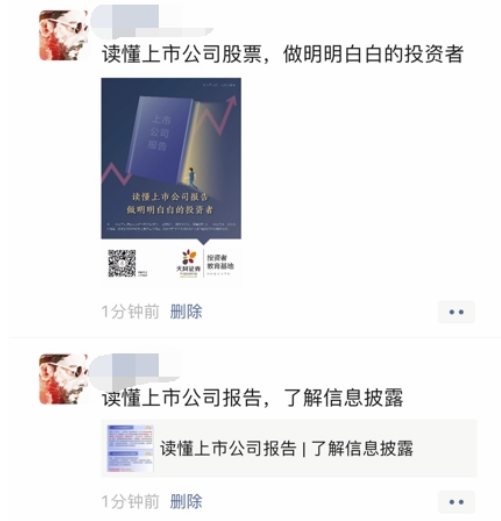 读懂上市公司股票，做明明白白的投资者
上市
公司
报告
读懂上市公司报告
做明明白白的投资者
天风证券
投资者
教育基地
1分钟前 删除
读懂上市公司报告，了解信息披露
读懂上市公司报告 | 了解信息披露
1分钟前 删除